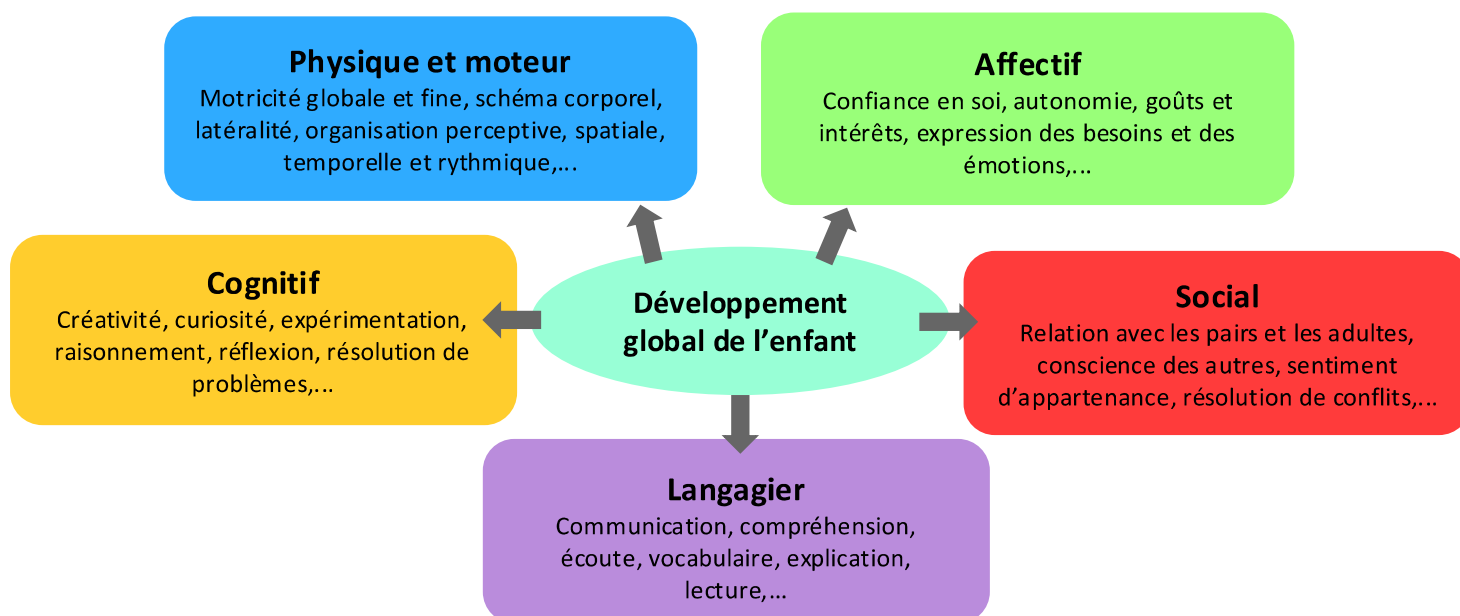 Physique et moteur
Motricité globale et fine, schéma corporel,
latéralité, organisation perceptive, spatiale,
temporelle et rythmique,...
Affectif
Confiance en soi, autonomie, goûts et
intérêts, expression des besoins et des
émotions,...
Cognitif
Créativité, curiosité, expérimentation,
raisonnement, réflexion, résolution de
problèmes,...
Développement
global de l’enfant
Social
Relation avec les pairs et les adultes,
conscience des autres, sentiment
d’appartenance, résolution de conflits,...
Langagier
Communication, compréhension,
écoute, vocabulaire, explication,
lecture,...